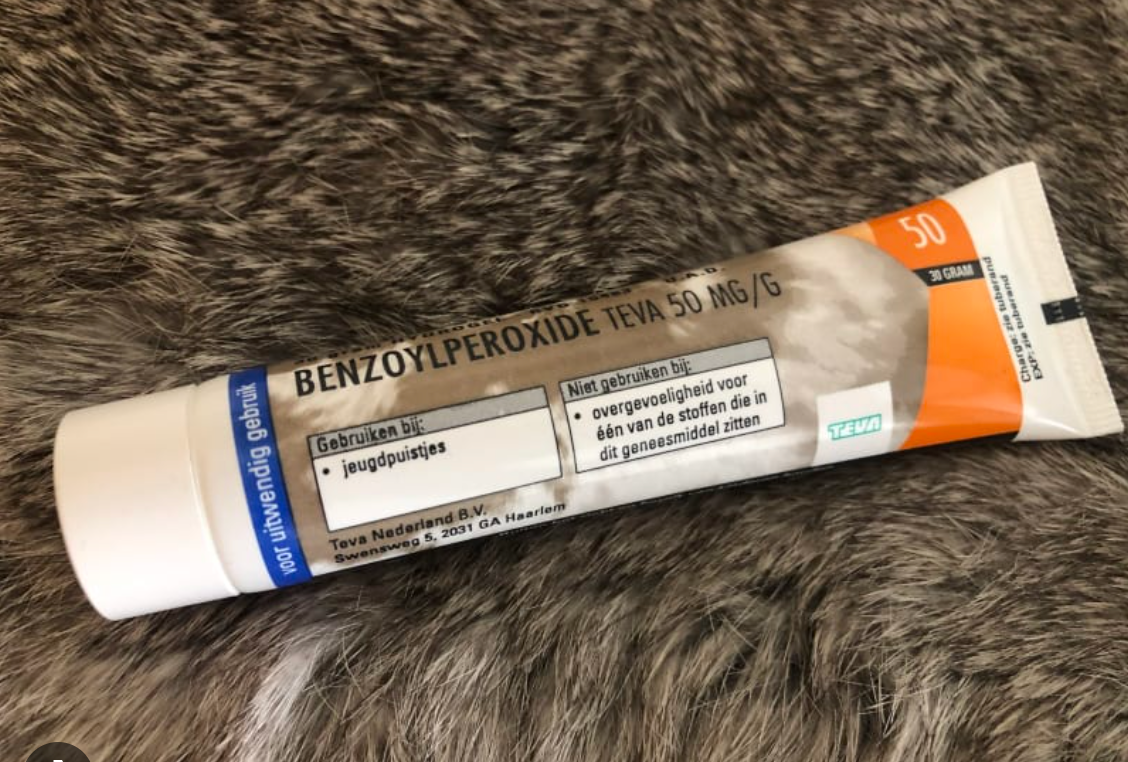 BENZOYLPEROXIDE TEVA 50 MG/G
voor uitwendig gebruik
Gebruiken bij:
• jeugdpuistjes
Niet gebruiken bij:
• overgevoeligheid voor
één van de stoffen die in
dit geneesmiddel zitten
Teva Nederland B.V.
Swensweg 5, 2031 GA Haarlem
TEVA
50
30 GRAM
Charge: zie tuberand
EXP: zie tuberand